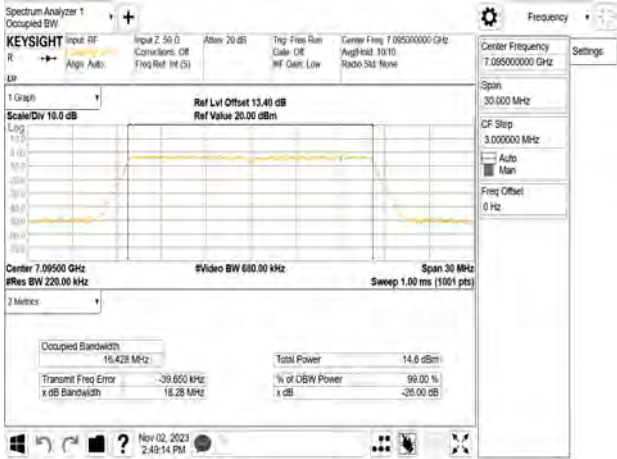 Spectrum Analyzer 1
Occupied BW
KEYSIGHT
R
Input: RF
Align: Auto
Input Z: 50 Ω
Corrections: Off
Freq Ref: Int (S)
Atten: 20 dB
Trig: Free Run
Gate: Off
#IF Gain: Low
Center Freq: 7.095000000 GHz
Avg|Hold: 10/10
Radio Std: None
1 Graph
Scale/Div 10.0 dB
Ref Lvl Offset 13.40 dB
Ref Value 20.00 dBm
Log
10.0
0.00
Center 7.09500 GHz
#Res BW 220.00 kHz
#Video BW 680.00 kHz
Span 30 MHz
Sweep 1.00 ms (1001 pts)
2 Metrics
Occupied Bandwidth
16.428 MHz
Total Power 14.6 dBm
Transmit Freq Error -39.650 kHz
% of OBW Power 99.00 %
x dB Bandwidth 18.28 MHz
x dB -26.00 dB
Nov 02, 2023
2:49:14 PM
Frequency
Center Frequency
7.095000000 GHz
Settings
Span
30.000 MHz
CF Step
3.000000 MHz
Auto
Man
Freq Offset
0 Hz